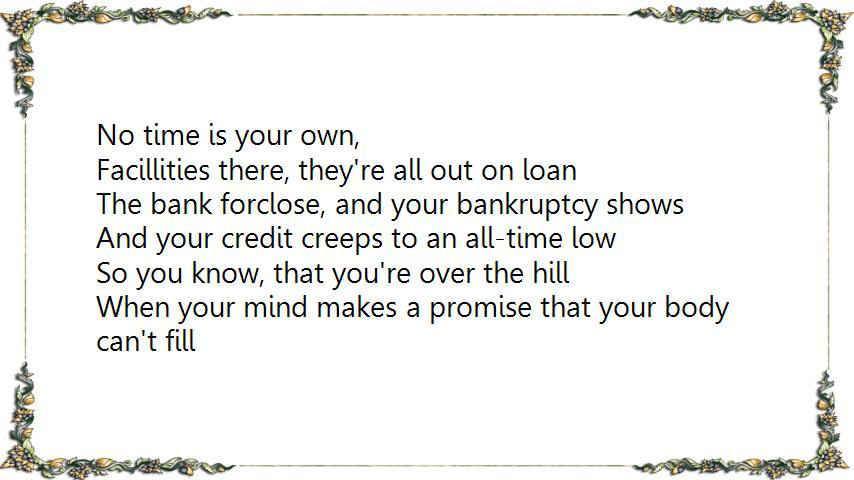 No time is your own,
Facillities there, they're all out on loan
The bank forclose, and your bankruptcy shows
And your credit creeps to an all-time low
So you know, that you're over the hill
When your mind makes a promise that your body
can't fill